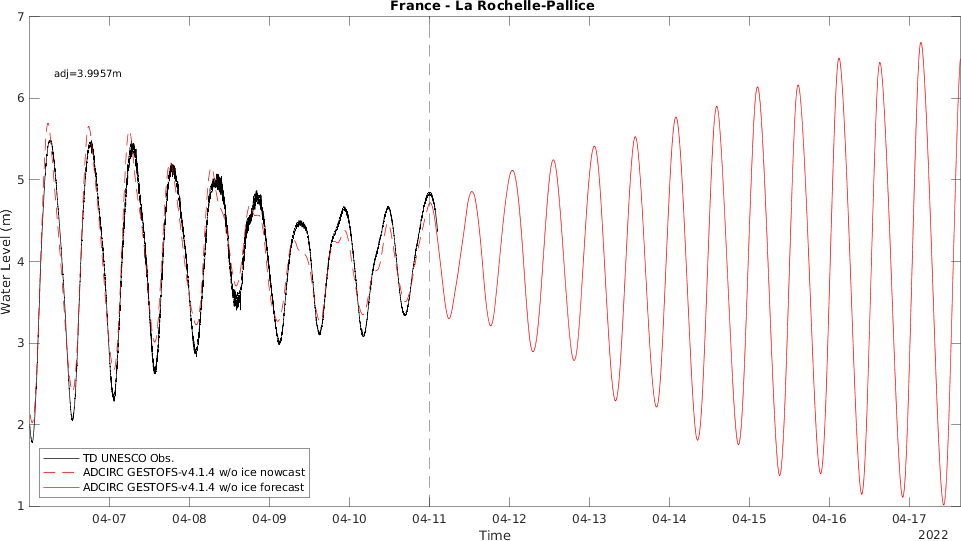 France - La Rochelle-Pallice
adj=3.9957m
7
6
5
4
3
2
1
Water Level (m)
TD UNESCO Obs.
ADCIRC GESTOFS-v4.1.4 w/o ice nowcast
ADCIRC GESTOFS-v4.1.4 w/o ice forecast
04-07 04-08 04-09 04-10 04-11 04-12 04-13 04-14 04-15 04-16 04-17
Time
2022